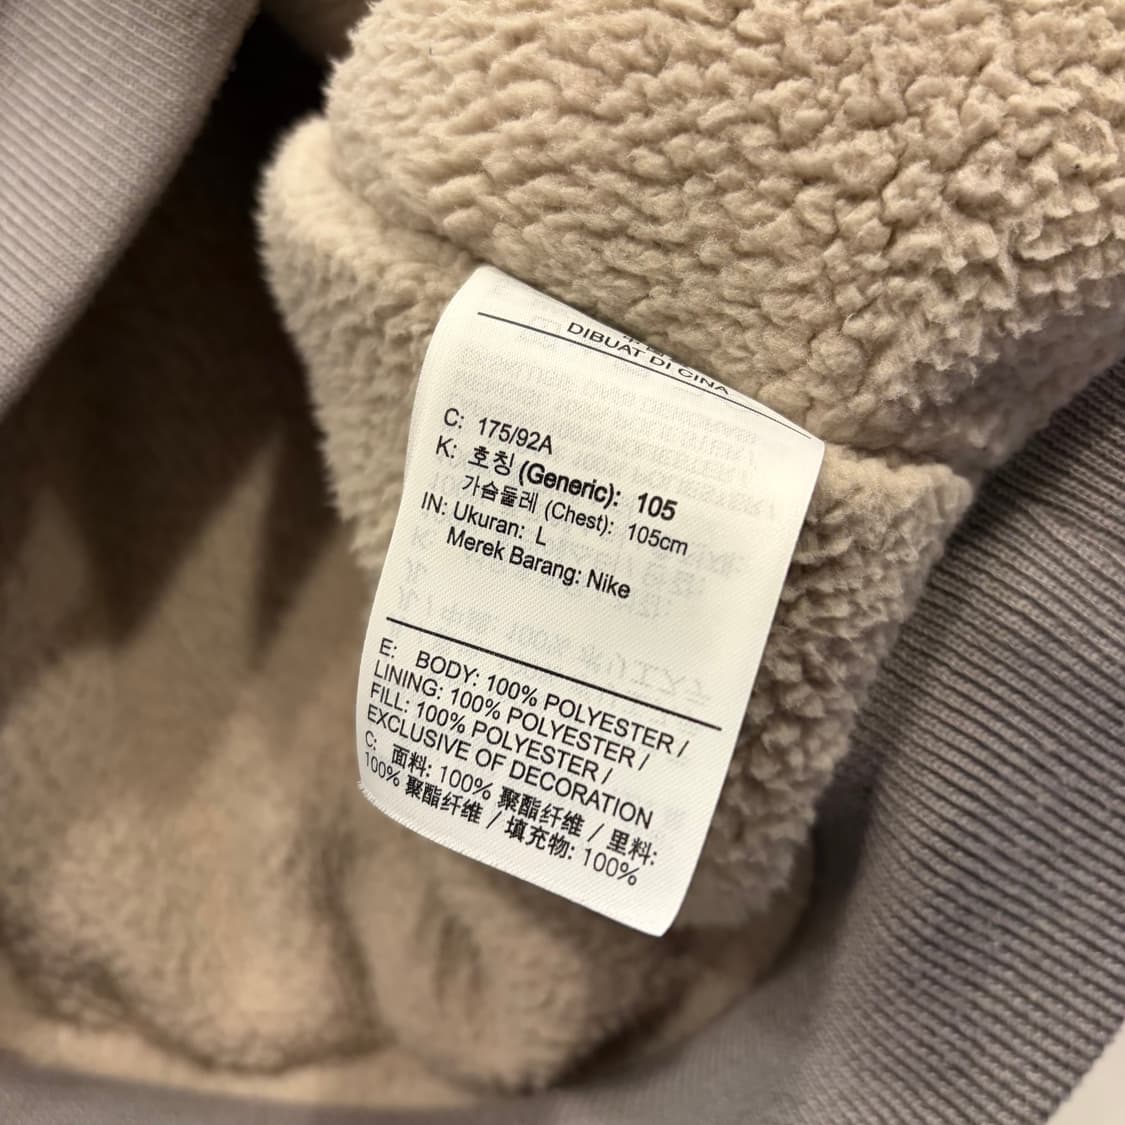 DIBUAT DI CINA
C: 175/92A
K: 호칭 (Generic): 105
가슴둘레 (Chest): 105cm
IN: Ukuran: L
Merek Barang: Nike
E: BODY: 100% POLYESTER /
LINING: 100% POLYESTER /
FILL: 100% POLYESTER /
EXCLUSIVE OF DECORATION
C: 面料: 100% 聚酯纤维 / 里料:
100% 聚酯纤维 / 填充物: 100%